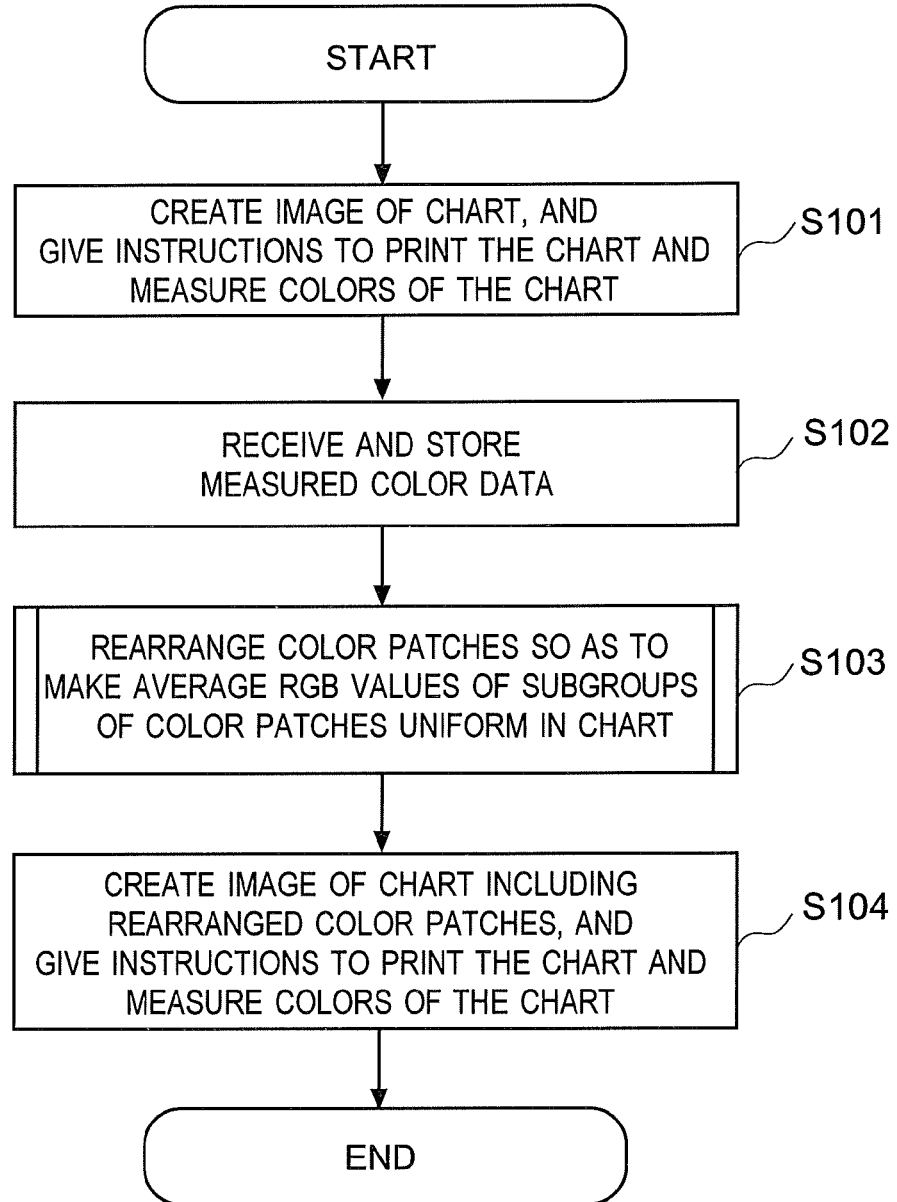 START
CREATE IMAGE OF CHART, AND
GIVE INSTRUCTIONS TO PRINT THE CHART AND
MEASURE COLORS OF THE CHART
S101
RECEIVE AND STORE
MEASURED COLOR DATA
S102
REARRANGE COLOR PATCHES SO AS TO
MAKE AVERAGE RGB VALUES OF SUBGROUPS
OF COLOR PATCHES UNIFORM IN CHART
S103
CREATE IMAGE OF CHART INCLUDING
REARRANGED COLOR PATCHES, AND
GIVE INSTRUCTIONS TO PRINT THE CHART AND
MEASURE COLORS OF THE CHART
S104
END